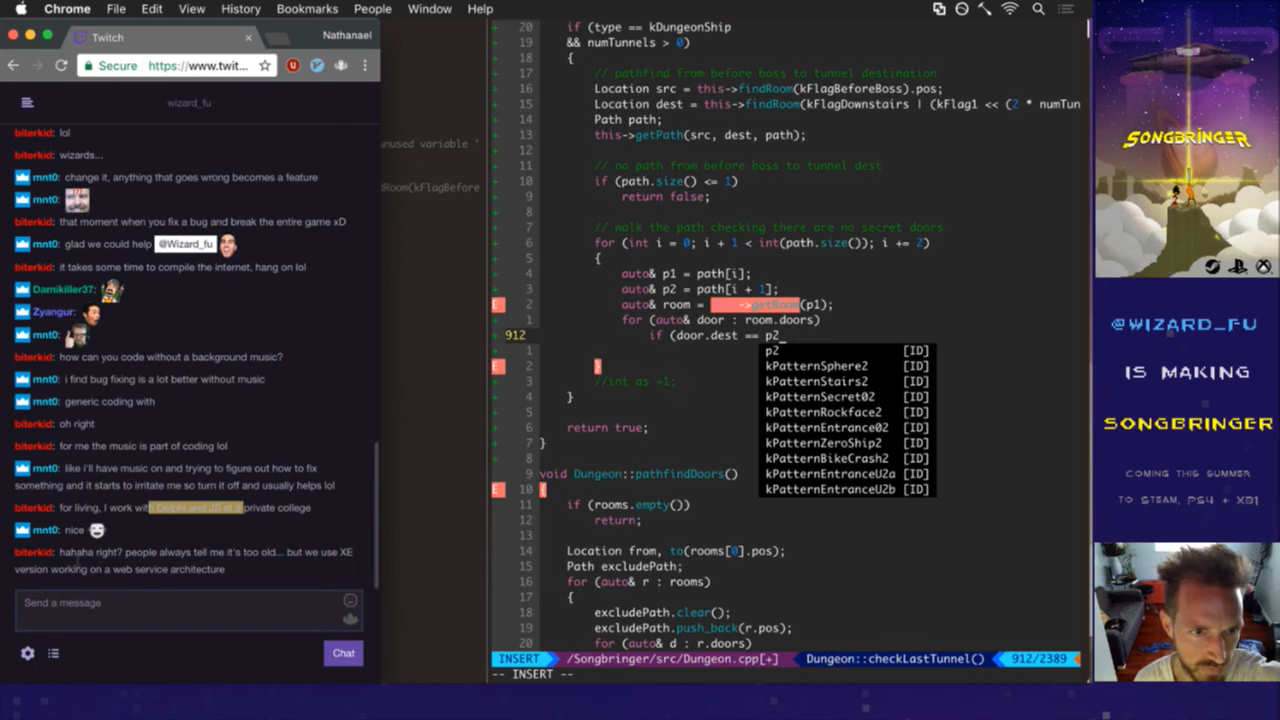 Chrome File Edit View History Bookmarks People Window Help
Twitch
Nathanael
Secure https://www.twit...
wizard_fu
biterkid: lol
biterkid: wizards...
mnt0: change it, anything that goes wrong becomes a feature
mnt0:
biterkid: that moment when you fix a bug and break the entire game xD
mnt0: glad we could help @Wizard_fu
biterkid: it takes some time to compile the internet, hang on lol
Damikiller37:
Zyangur:
mnt0:
biterkid: how can you code without a background music?
mnt0: i find bug fixing is a lot better without music
mnt0: generic coding with
biterkid: oh right
biterkid: for me the music is part of coding lol
mnt0: like i'll have music on and trying to figure out how to fix
something and it starts to irritate me so turn it off and usually helps lol
biterkid: for living, I work with Delphi and JS at a private college
mnt0: nice
biterkid: hahaha right? people always tell me it's too old... but we use XE
version working on a web service architecture
Send a message
Chat
unused variable '
dRoom(kFlagBefore
20 if (type == kDungeonShip
19 && numTunnels > 0)
18 {
17 // pathfind from before boss to tunnel destination
16 Location src = this->findRoom(kFlagBeforeBoss).pos;
15 Location dest = this->findRoom(kFlagDownstairs | (kFlag1 << (2 * numTun
14 Path path;
13 this->getPath(src, dest, path);
12
11 // no path from before boss to tunnel dest
10 if (path.size() <= 1)
9 return false;
8
7 // walk the path checking there are no secret doors
6 for (int i = 0; i + 1 < int(path.size()); i += 2)
5 {
4 auto& p1 = path[i];
3 auto& p2 = path[i + 1];
E 2 auto& room = ->getRoom(p1);
1 for (auto& door : room.doors)
912 if (door.dest == p2_
1 p2 [ID]
E 2 } kPatternSphere2 [ID]
3 //int as =1; kPatternStairs2 [ID]
4 } kPatternSecret02 [ID]
5 kPatternRockface2 [ID]
6 return true; kPatternEntrance02 [ID]
7 } kPatternZeroShip2 [ID]
8 kPatternBikeCrash2 [ID]
9 void Dungeon::pathfindDoors() kPatternEntranceU2a [ID]
E 10 { kPatternEntranceU2b [ID]
11 if (rooms.empty())
12 return;
13
14 Location from, to(rooms[0].pos);
15 Path excludePath;
16 for (auto& r : rooms)
17 {
18 excludePath.clear();
19 excludePath.push_back(r.pos);
20 for (auto& d : r.doors)
INSERT /Songbringer/src/Dungeon.cpp[+] Dungeon::checkLastTunnel() 912/2389
-- INSERT --
SONGBRINGER
@WIZARD_FU
IS MAKING
SONGBRINGER
COMING THIS SUMMER
TO STEAM, PS4 + XB1